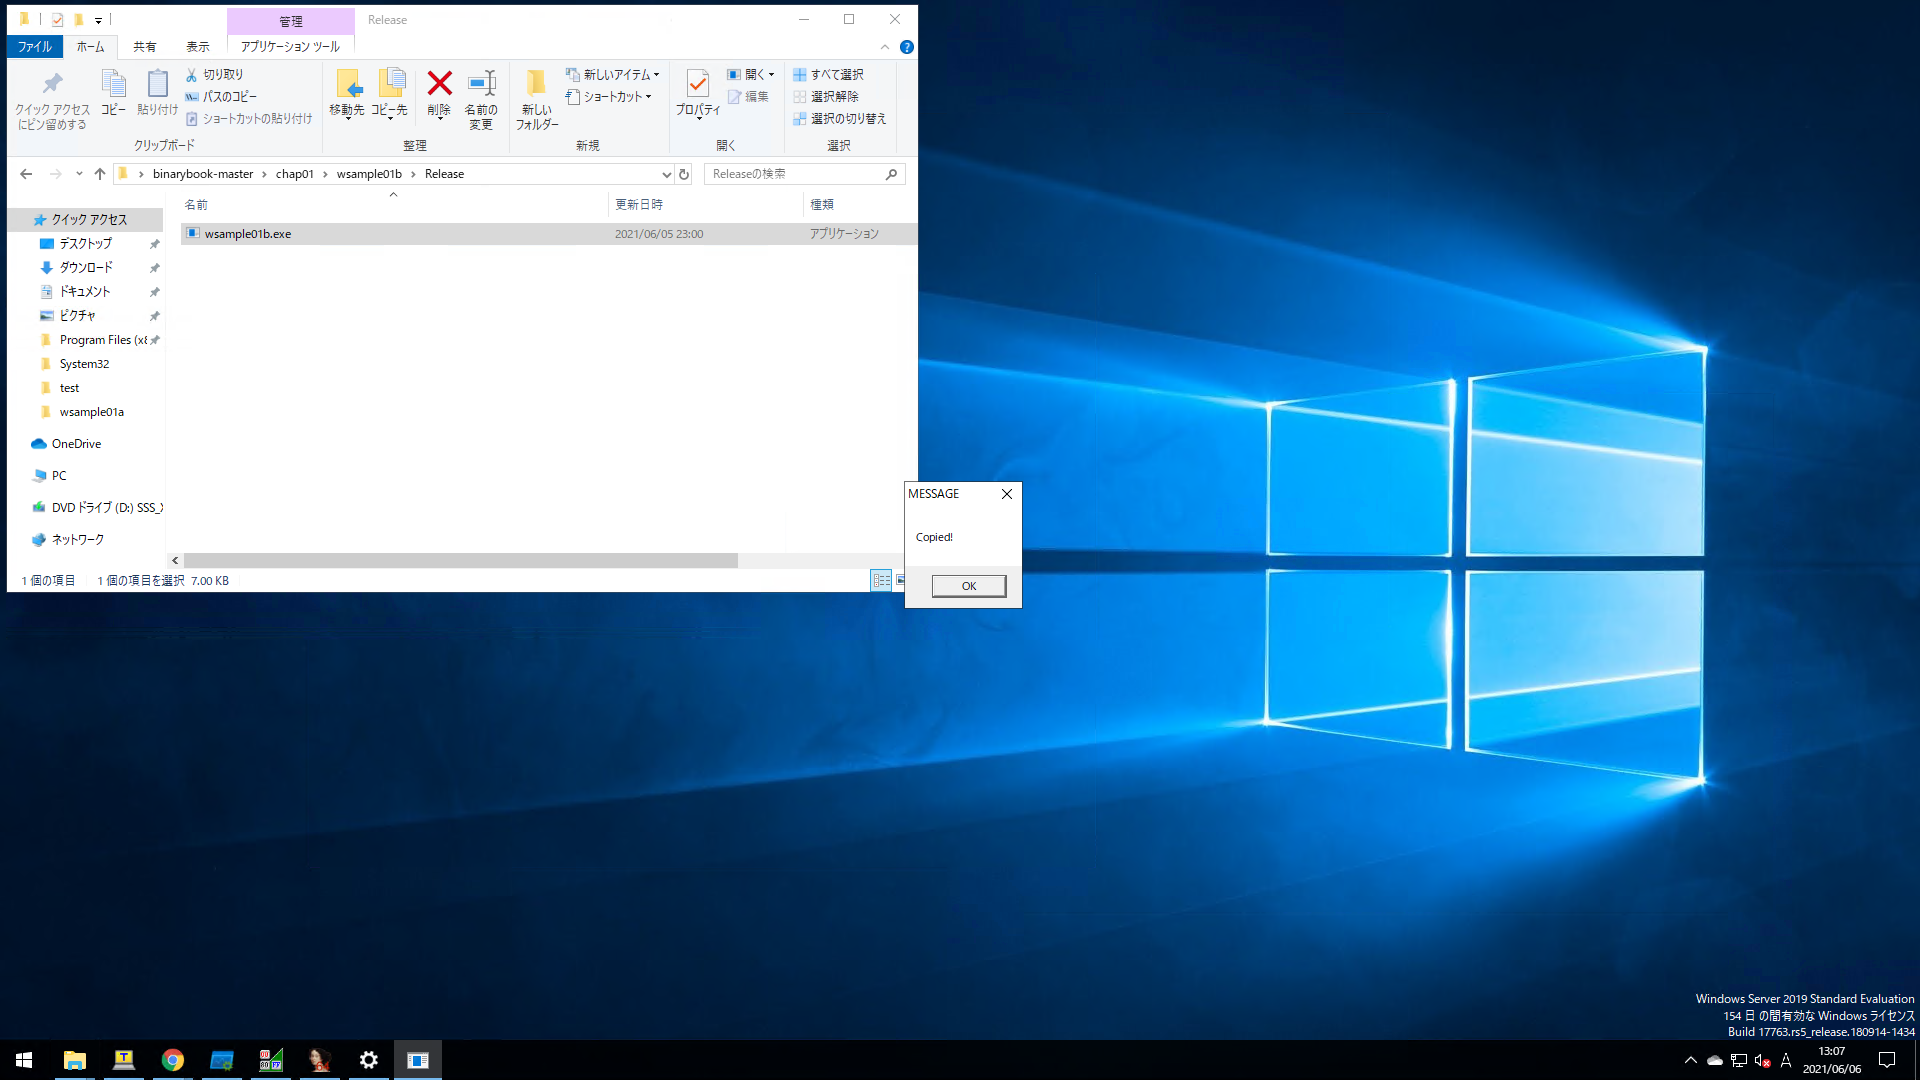 管理
Release
ファイル
ホーム
共有
表示
アプリケーション ツール
クイック アクセス
にピン留めする
コピー
貼り付け
切り取り
パスのコピー
ショートカットの貼り付け
クリップボード
移動先
コピー先
削除
名前の
変更
整理
新しい
フォルダー
新しいアイテム
ショートカット
新規
プロパティ
開く
編集
開く
すべて選択
選択解除
選択の切り替え
選択
binarybook-master
chap01
wsample01b
Release
Releaseの検索
名前
更新日時
種類
wsample01b.exe
2021/06/05 23:00
アプリケーション
クイック アクセス
デスクトップ
ダウンロード
ドキュメント
ピクチャ
Program Files (x8
System32
test
wsample01a
OneDrive
PC
DVD ドライブ (D:) SSS_X
ネットワーク
1 個の項目
1 個の項目を選択 7.00 KB
MESSAGE
Copied!
OK
Windows Server 2019 Standard Evaluation
154 日 の間有効な Windows ライセンス
Build 17763.rs5_release.180914-1434
A
13:07
2021/06/06